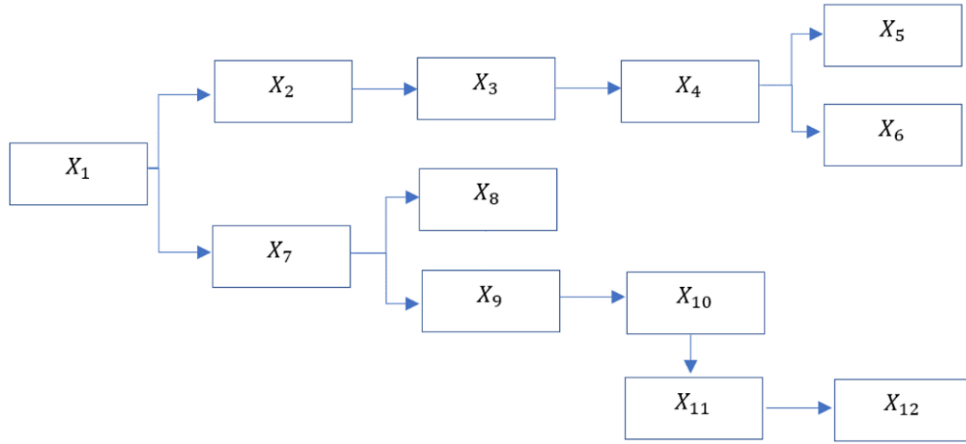 X₁
X₂
X₃
X₄
X₅
X₆
X₇
X₈
X₉
X₁₀
X₁₁
X₁₂